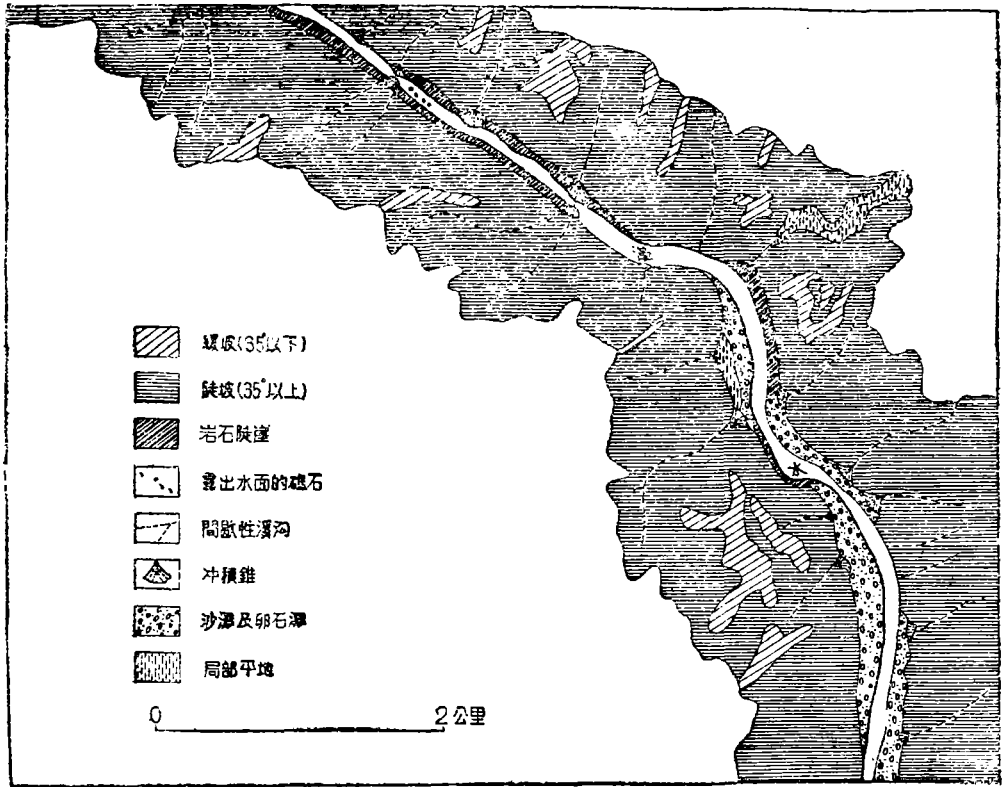 緩坡(35°以下)
陡坡(35°以上)
岩石陡崖
露出水面的礁石
間歇性溪沟
冲積錐
沙灘及卵石灘
局部平地
0 2公里